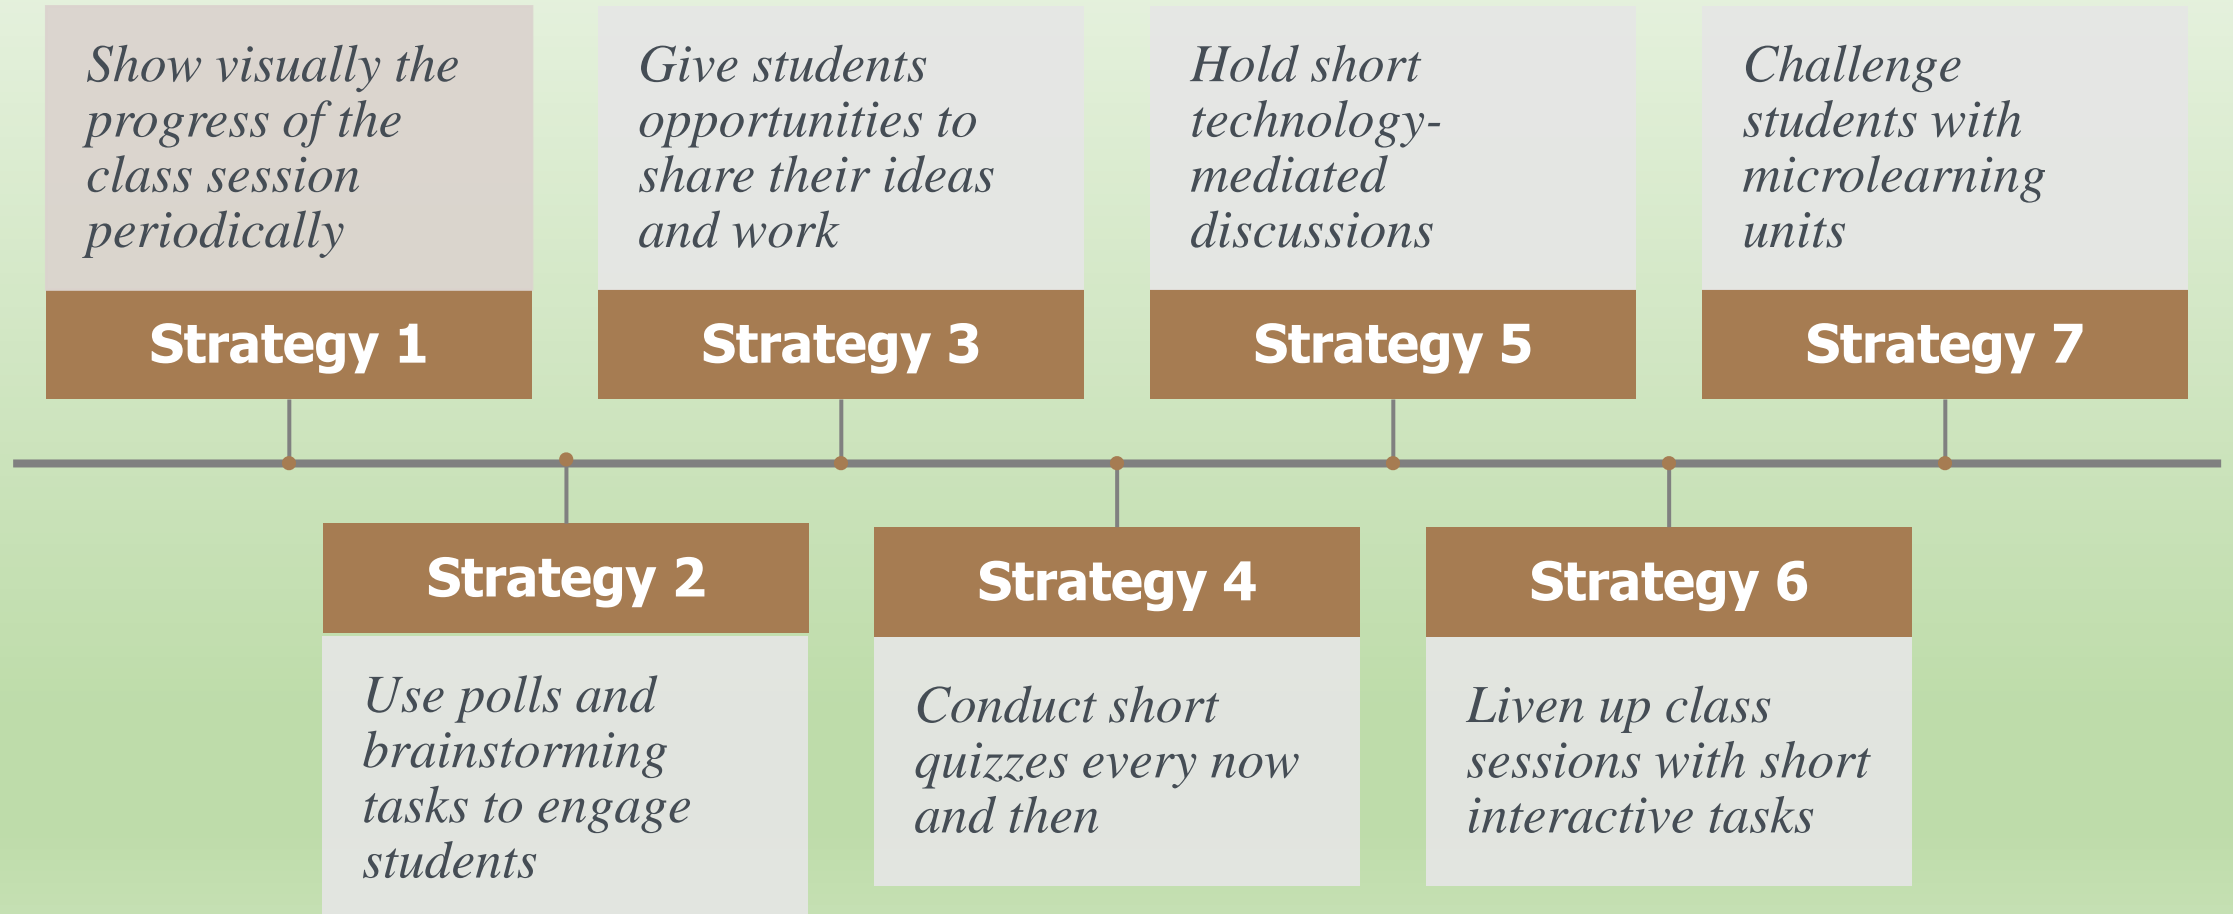 Show visually the
progress of the
class session
periodically
Strategy 1
Give students
opportunities to
share their ideas
and work
Strategy 3
Hold short
technology-
mediated
discussions
Strategy 5
Challenge
students with
microlearning
units
Strategy 7
Strategy 2
Use polls and
brainstorming
tasks to engage
students
Strategy 4
Conduct short
quizzes every now
and then
Strategy 6
Liven up class
sessions with short
interactive tasks